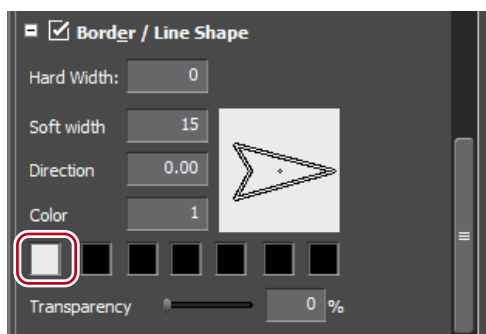 Border / Line Shape
Hard Width: 0
Soft width 15
Direction 0.00
Color 1
Transparency 0 %